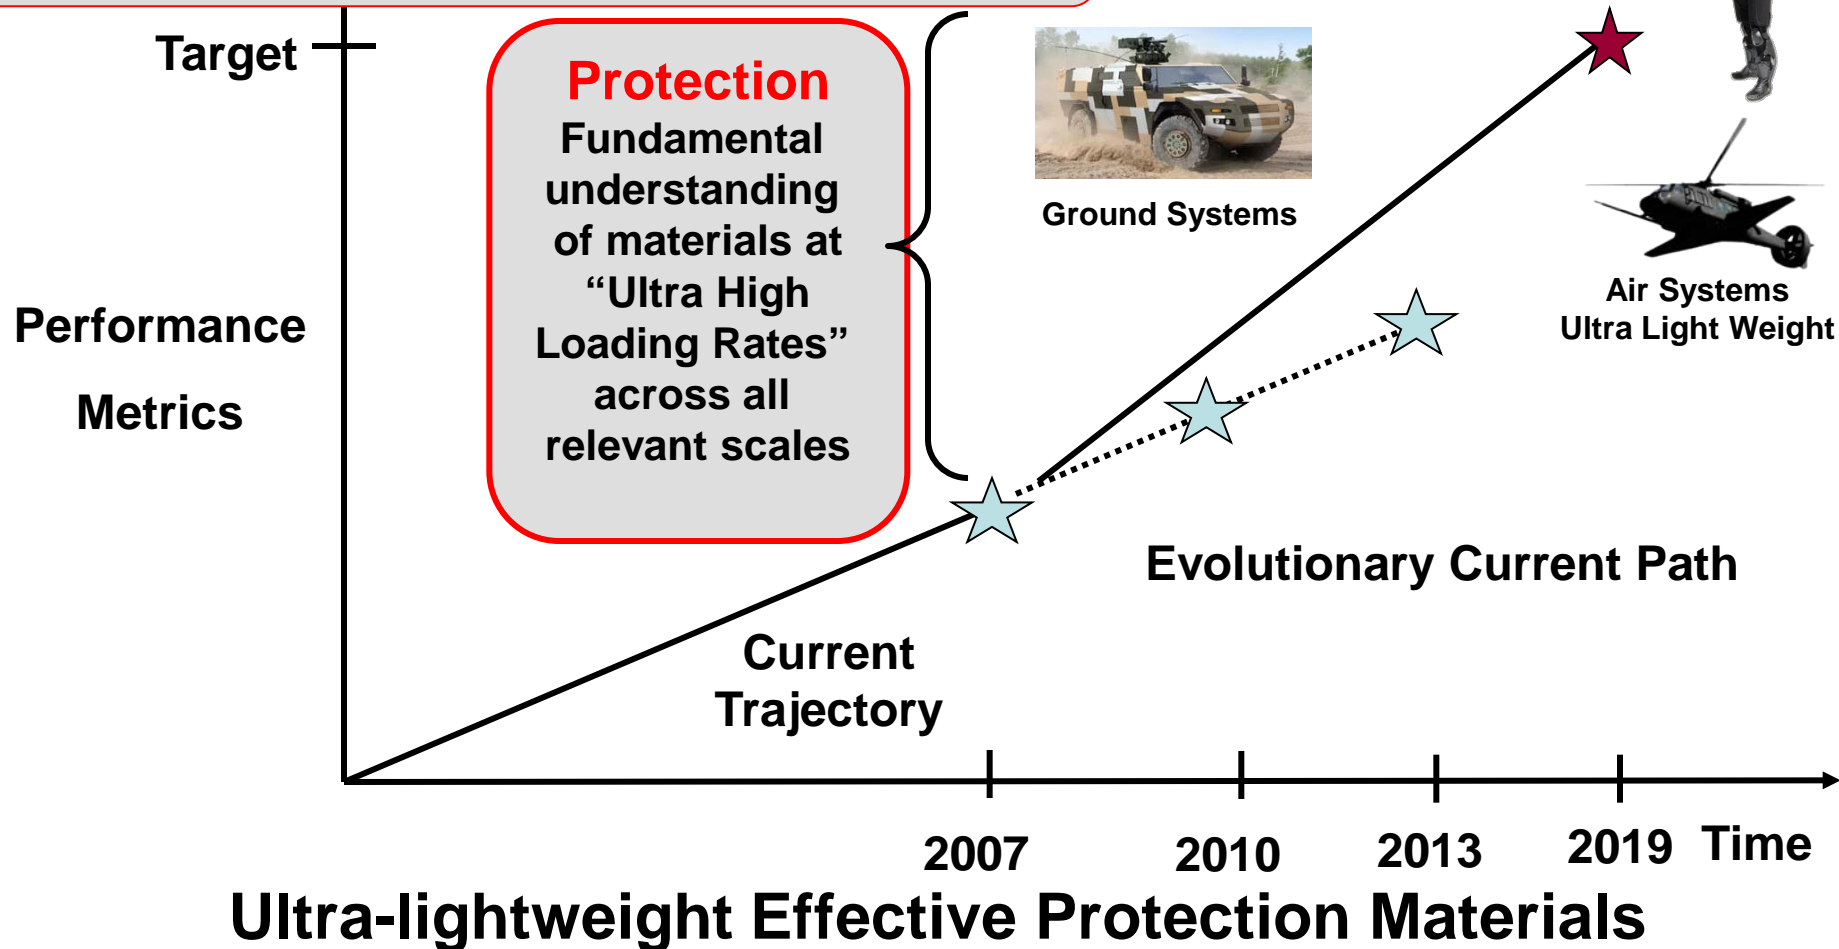 Target
Protection
Fundamental
understanding
of materials at
“Ultra High
Loading Rates”
across all
relevant scales
Ground Systems
Air Systems
Ultra Light Weight
Performance
Metrics
Evolutionary Current Path
Current
Trajectory
2007
2010
2013
2019
Time
Ultra-lightweight Effective Protection Materials